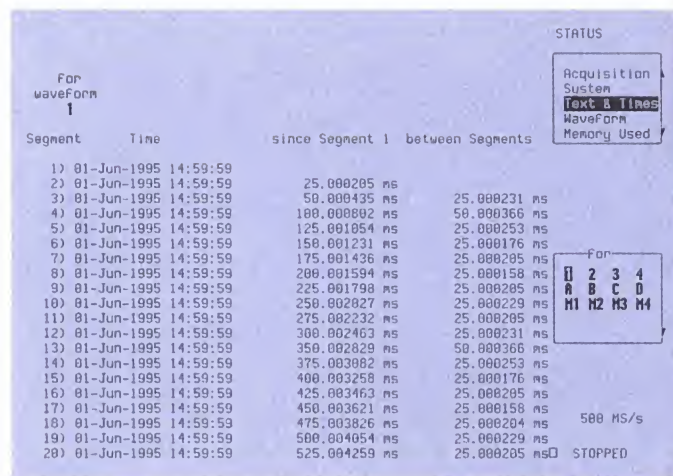 STATUS
For
waveform
1
Acquisition
System
Text & Times
Waveform
Memory Used
Segment Time since Segment 1 between Segments
1) 01-Jun-1995 14:59:59
2) 01-Jun-1995 14:59:59 25.000205 ms
3) 01-Jun-1995 14:59:59 50.000435 ms 25.000231 ms
4) 01-Jun-1995 14:59:59 100.000802 ms 50.000366 ms
5) 01-Jun-1995 14:59:59 125.001054 ms 25.000253 ms
6) 01-Jun-1995 14:59:59 150.001231 ms 25.000176 ms
7) 01-Jun-1995 14:59:59 175.001436 ms 25.000205 ms
8) 01-Jun-1995 14:59:59 200.001594 ms 25.000158 ms
9) 01-Jun-1995 14:59:59 225.001798 ms 25.000205 ms
10) 01-Jun-1995 14:59:59 250.002027 ms 25.000229 ms
11) 01-Jun-1995 14:59:59 275.002232 ms 25.000205 ms
12) 01-Jun-1995 14:59:59 300.002463 ms 25.000231 ms
13) 01-Jun-1995 14:59:59 350.002829 ms 50.000366 ms
14) 01-Jun-1995 14:59:59 375.003082 ms 25.000253 ms
15) 01-Jun-1995 14:59:59 400.003258 ms 25.000176 ms
16) 01-Jun-1995 14:59:59 425.003463 ms 25.000205 ms
17) 01-Jun-1995 14:59:59 450.003621 ms 25.000158 ms
18) 01-Jun-1995 14:59:59 475.003826 ms 25.000204 ms
19) 01-Jun-1995 14:59:59 500.004054 ms 25.000229 ms
20) 01-Jun-1995 14:59:59 525.004259 ms 25.000205 ms
For
1 2 3 4
A B C D
M1 M2 M3 M4
500 MS/s
STOPPED